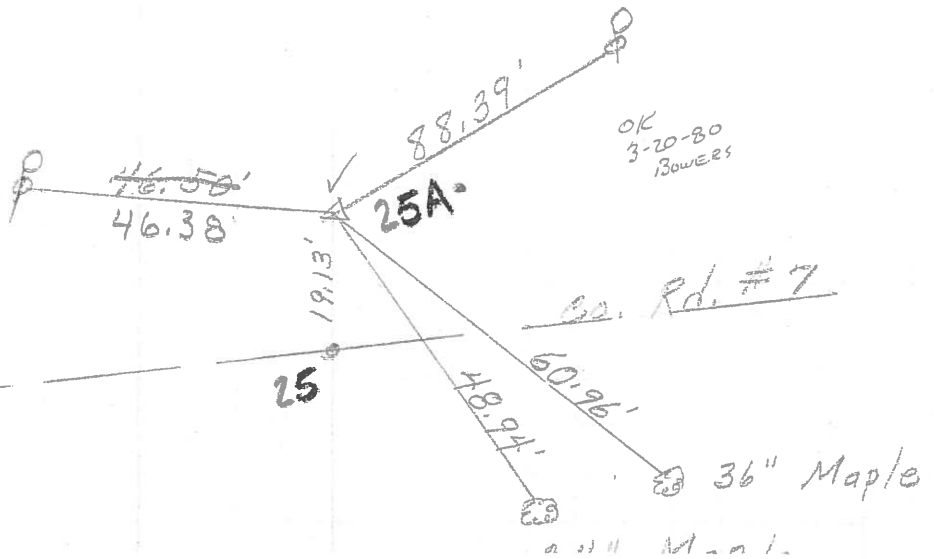 88.39'
OK
3-20-80
Bowers
46.38'
25A
19.13'
Co. Rd. #7
25
60.96'
48.94'
36" Maple
Maple